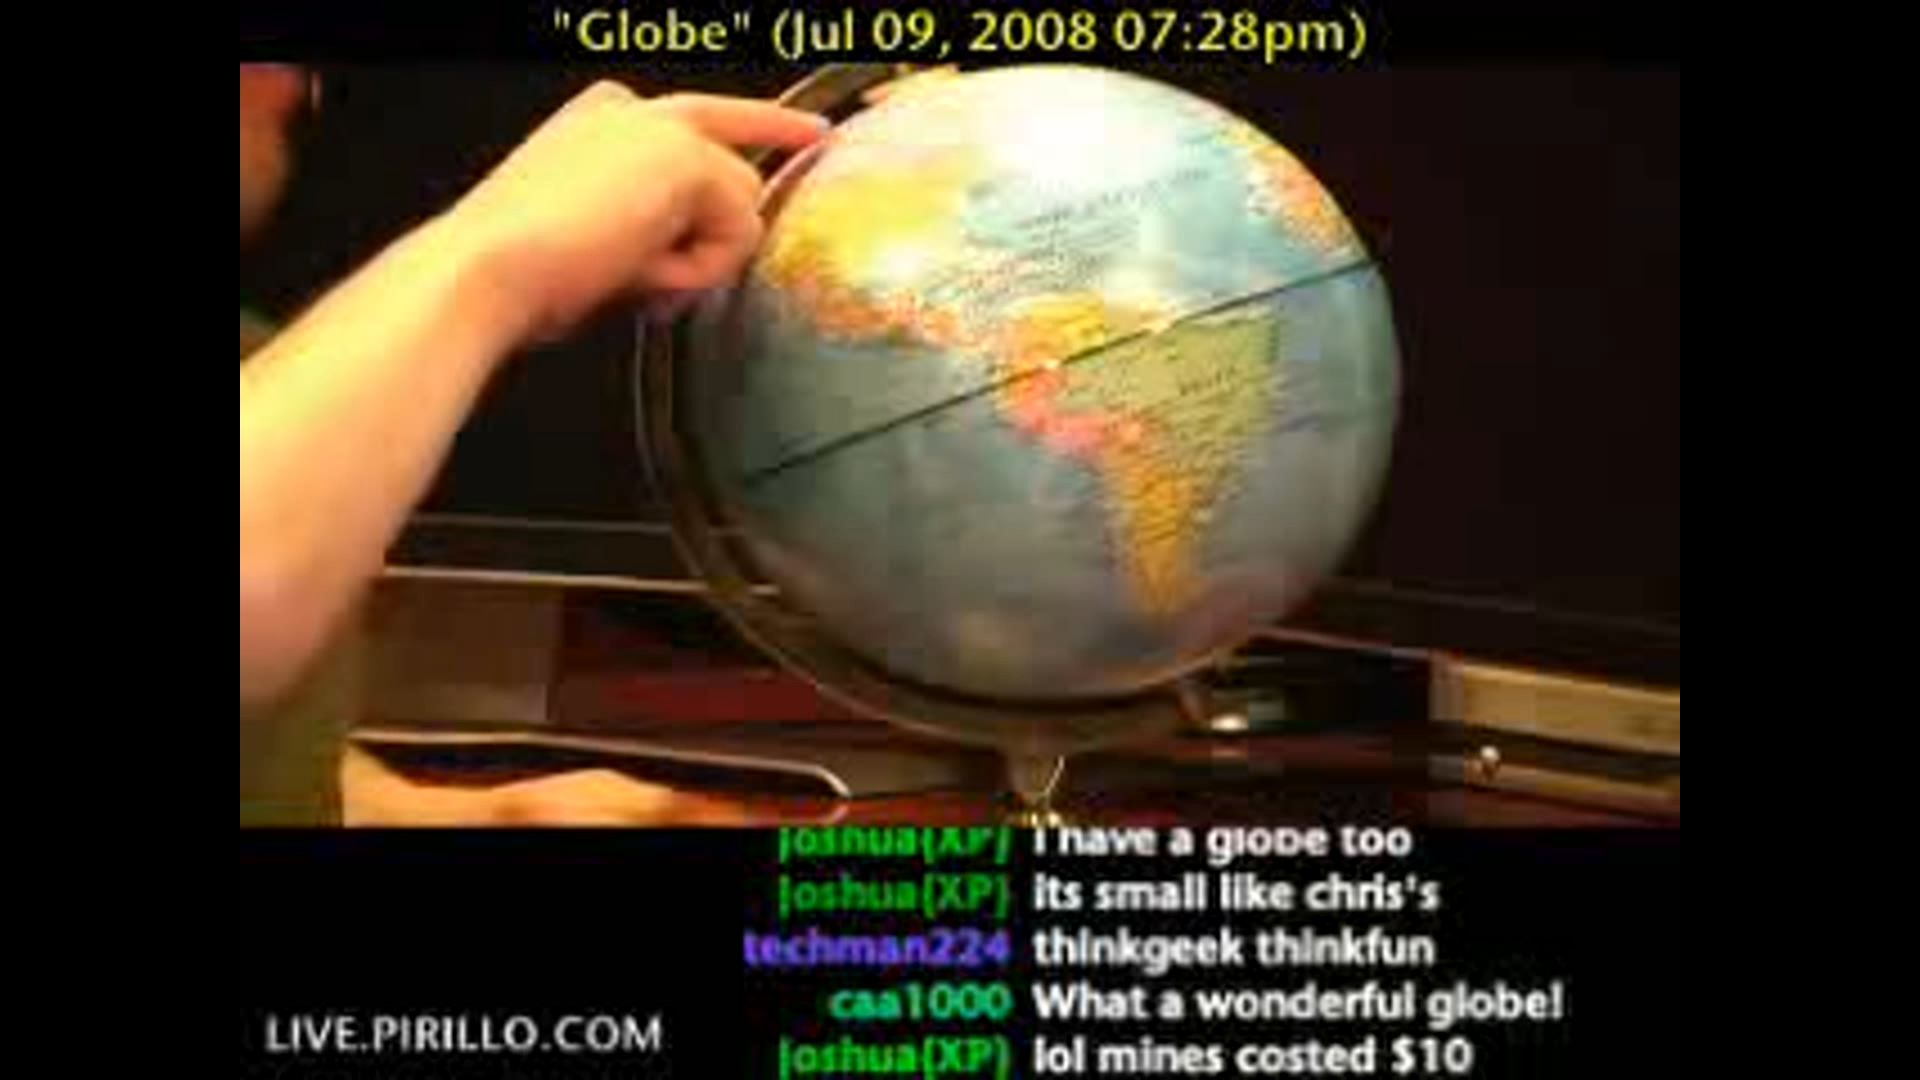 "Globe" (Jul 09, 2008 07:28pm)
BRAZIL
Joshua(XP) I have a globe too
Joshua(XP) its small like chris's
techman224 thinkgeek thinkfun
caa1000 What a wonderful globe!
LIVE.PIRILLO.COM
Joshua(XP) lol mines costed $10